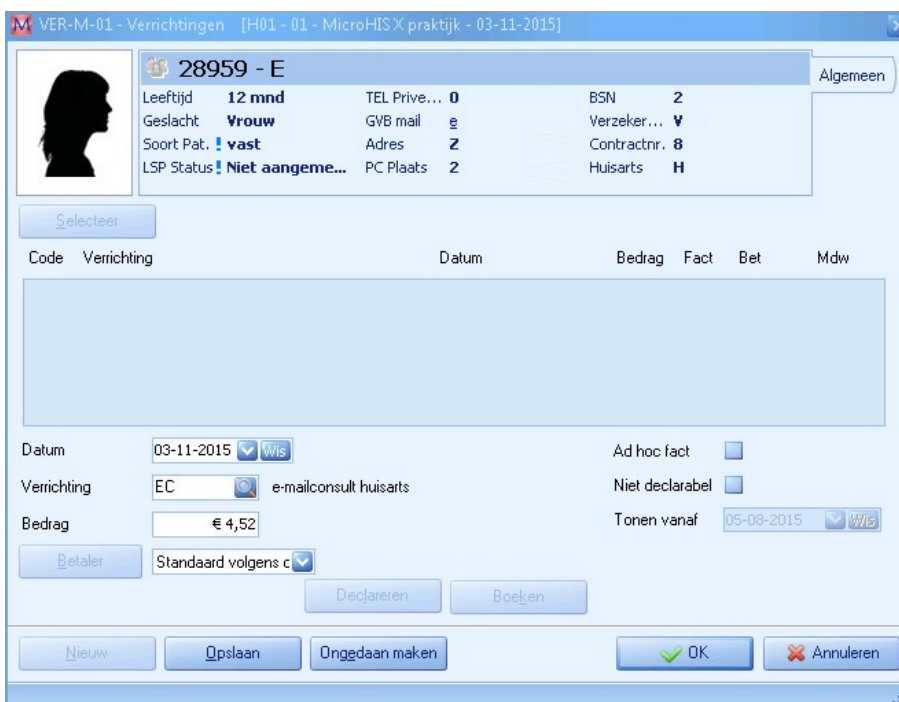 VER-M-01 - Verrichtingen [H01 - 01 - MicroHIS X praktijk - 03-11-2015]
28959 - E
Algemeen
Leeftijd 12 mnd TEL Prive... 0 BSN 2
Geslacht Vrouw GVB mail e Verzeker... V
Soort Pat. ! vast Adres Z Contractnr. 8
LSP Status ! Niet aangeme... PC Plaats 2 Huisarts H
Selecteer
Code Verrichting Datum Bedrag Fact Bet Mdw
Datum 03-11-2015 Wis Ad hoc fact
Verrichting EC e-mailconsult huisarts Niet declarabel
Bedrag € 4,52 Tonen vanaf 05-08-2015 Wis
Betaler Standaard volgens c
Declareren Boeken
Nieuw Opslaan Ongedaan maken OK Annuleren